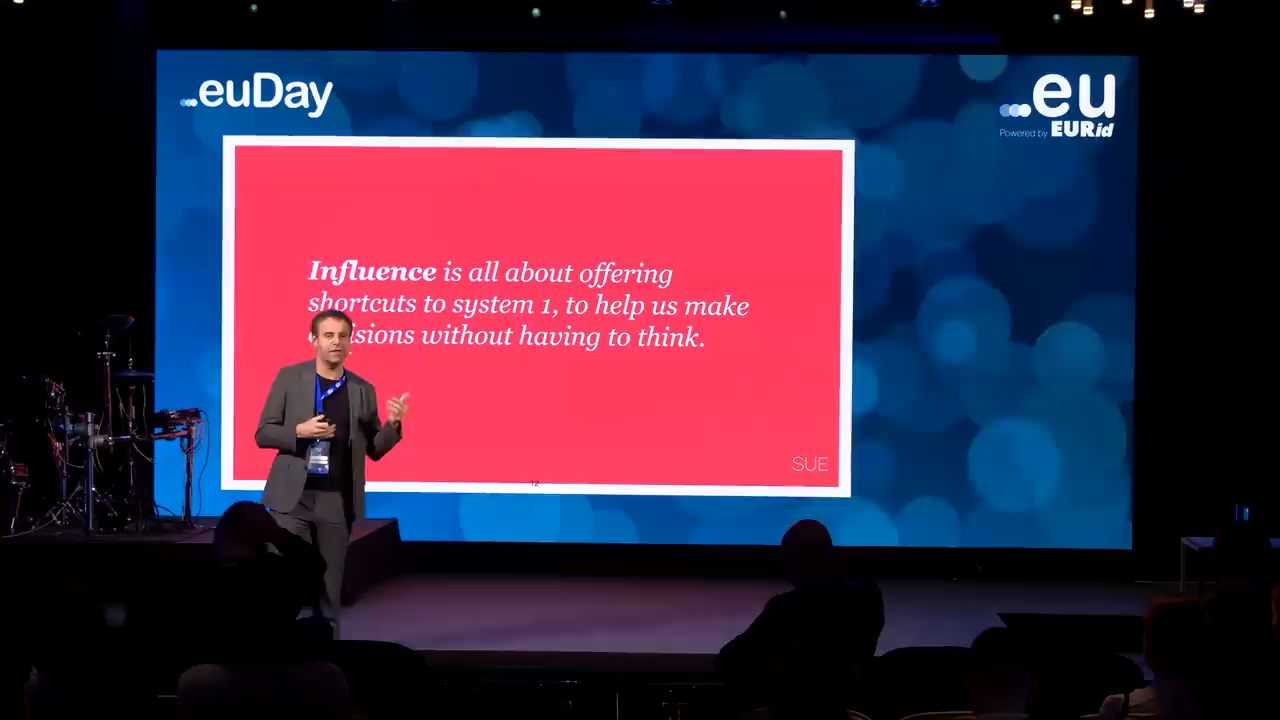 .euDay
.eu
Powered by EURid
Influence is all about offering
shortcuts to system 1, to help us make
isions without having to think.
SUE
12